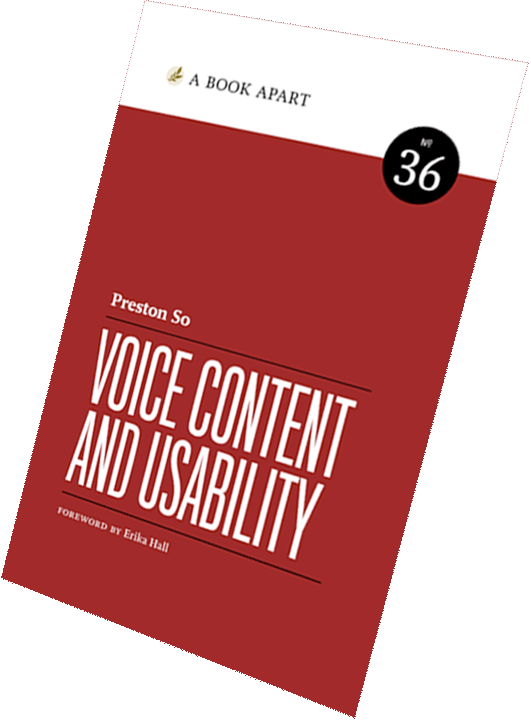 A BOOK APART
Nº
36
Preston So
VOICE CONTENT
AND USABILITY
FOREWORD BY Erika Hall